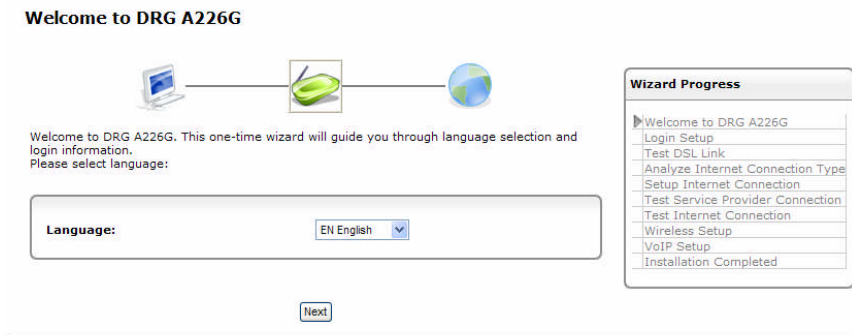 Welcome to DRG A226G
Welcome to DRG A226G. This one-time wizard will guide you through language selection and
login information.
Please select language:
Language:
EN English
Next
Wizard Progress
Welcome to DRG A226G
Login Setup
Test DSL Link
Analyze Internet Connection Type
Setup Internet Connection
Test Service Provider Connection
Test Internet Connection
Wireless Setup
VoIP Setup
Installation Completed